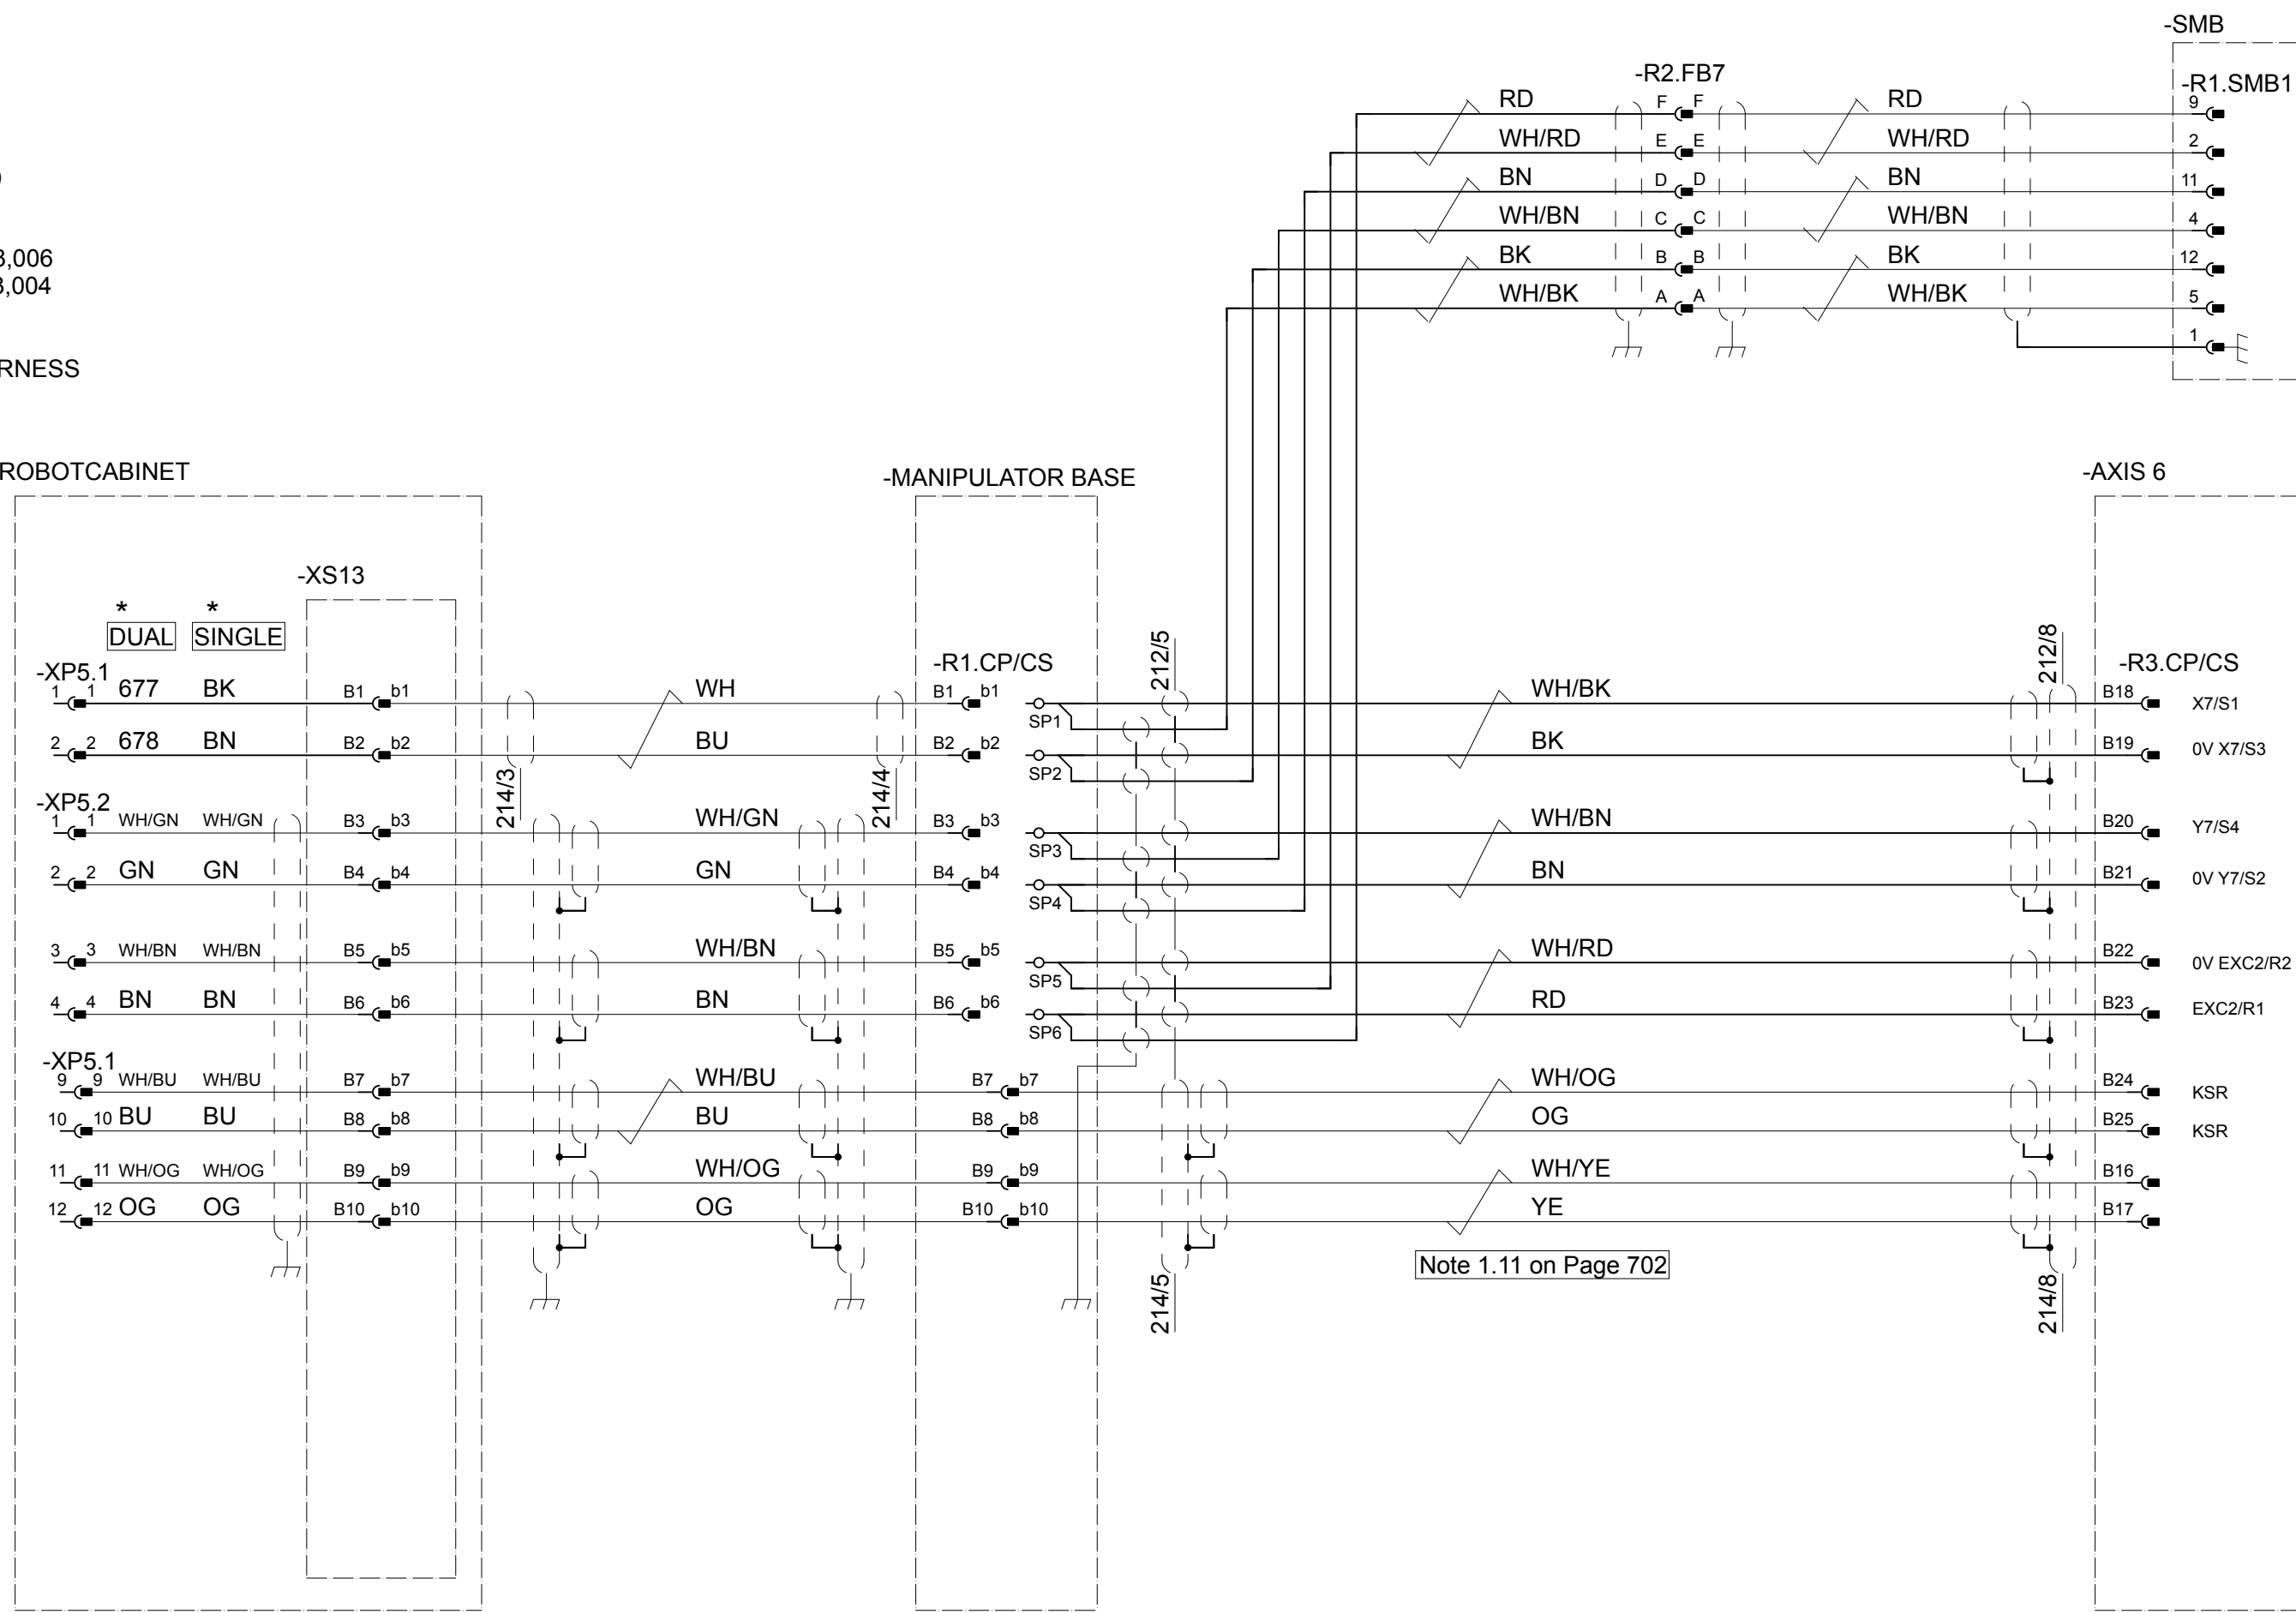 -SMB
-R2.FB7
-R1.SMB1
RD F F RD 9
WH/RD E E WH/RD 2
BN D D BN 11
WH/BN C C WH/BN 4
3,006
BK B B BK 12
3,004
WH/BK A A WH/BK 5
1
RNESS
ROBOTCABINET
-MANIPULATOR BASE
-AXIS 6
-XS13
* *
DUAL SINGLE
212/5
212/8
-XP5.1
-R1.CP/CS
-R3.CP/CS
1 1 677 BK B1 b1 WH B1 b1 WH/BK B18 X7/S1
SP1
2 2 678 BN B2 b2 BU B2 b2 BK B19 0V X7/S3
SP2
214/3
214/4
-XP5.2
1 1 WH/GN WH/GN B3 b3 WH/GN B3 b3 WH/BN B20 Y7/S4
SP3
2 2 GN GN B4 b4 GN B4 b4 BN B21 0V Y7/S2
SP4
3 3 WH/BN WH/BN B5 b5 WH/BN B5 b5 WH/RD B22 0V EXC2/R2
SP5
4 4 BN BN B6 b6 BN B6 b6 RD B23 EXC2/R1
SP6
-XP5.1
9 9 WH/BU WH/BU B7 b7 WH/BU B7 b7 WH/OG B24 KSR
10 10 BU BU B8 b8 BU B8 b8 OG B25 KSR
11 11 WH/OG WH/OG B9 b9 WH/OG B9 b9 WH/YE B16
12 12 OG OG B10 b10 OG B10 b10 YE B17
Note 1.11 on Page 702
214/5
214/8